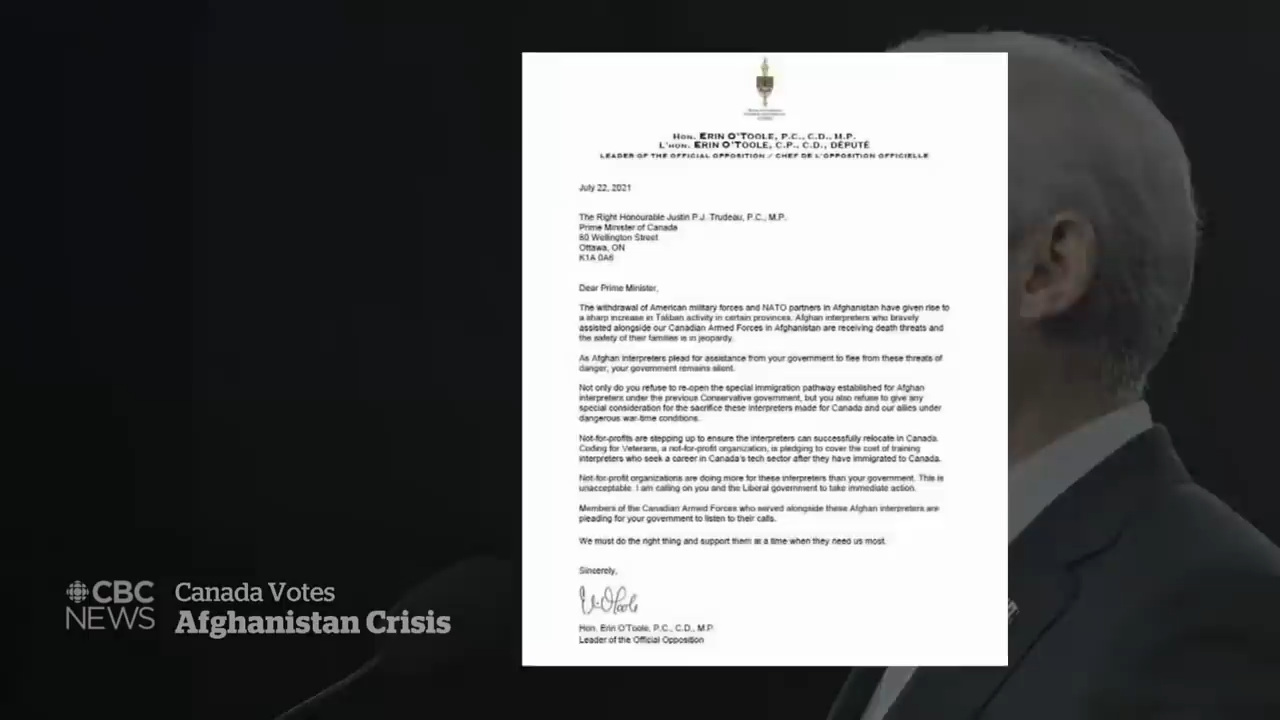 Hon. Erin O'Toole, P.C., C.D., M.P.
L'hon. Erin O'Toole, C.P., C.D., Député
Leader of the Official Opposition / Chef de l'Opposition officielle
July 22, 2021
The Right Honourable Justin P.J. Trudeau, P.C., M.P.
Prime Minister of Canada
80 Wellington Street
Ottawa, ON
K1A 0A6
Dear Prime Minister,
The withdrawal of American military forces and NATO partners in Afghanistan have given rise to
a sharp increase in Taliban activity in certain provinces. Afghan interpreters who bravely
assisted alongside our Canadian Armed Forces in Afghanistan are receiving death threats and
the safety of their families is in jeopardy.
As Afghan interpreters plead for assistance from your government to flee from these threats of
danger, your government remains silent.
Not only do you refuse to re-open the special immigration pathway established for Afghan
interpreters under the previous Conservative government, but you also refuse to give any
special consideration for the sacrifice these interpreters made for Canada and our allies under
dangerous war-time conditions.
Not-for-profits are stepping up to ensure the interpreters can successfully relocate in Canada.
Coding for Veterans, a not-for-profit organization, is pledging to cover the cost of training
interpreters who seek a career in Canada's tech sector after they have immigrated to Canada.
Not-for-profit organizations are doing more for these interpreters than your government. This is
unacceptable. I am calling on you and the Liberal government to take immediate action.
Members of the Canadian Armed Forces who served alongside these Afghan interpreters are
pleading for your government to listen to their calls.
We must do the right thing and support them at a time when they need us most.
Sincerely,
Hon. Erin O'Toole, P.C., C.D., M.P.
Leader of the Official Opposition
CBC
NEWS
Canada Votes
Afghanistan Crisis